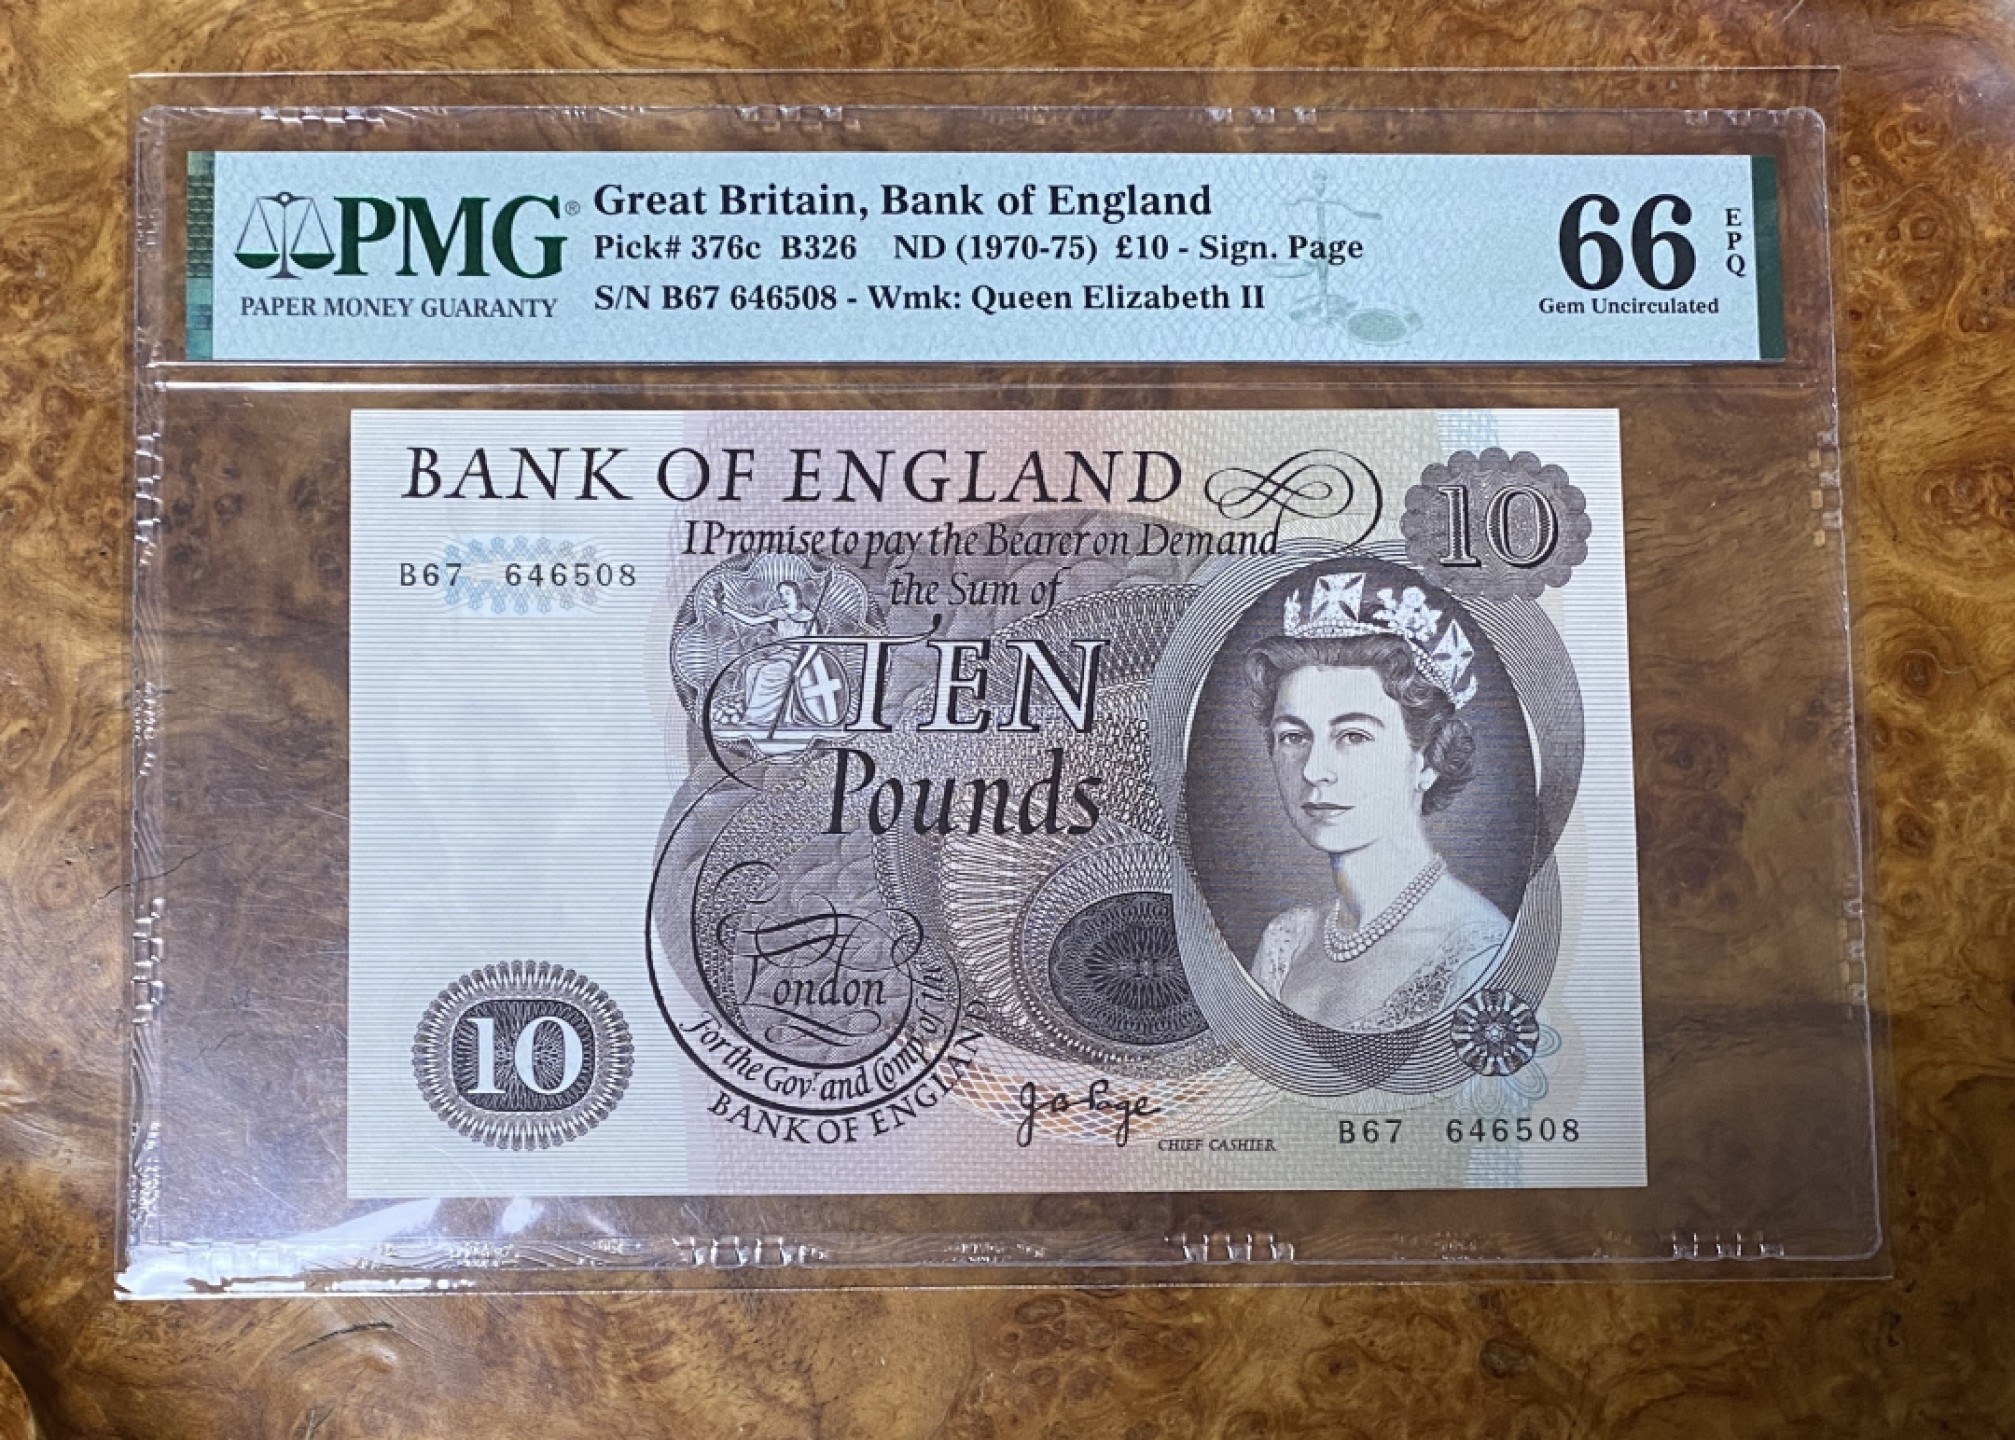 PMG®
PAPER MONEY GUARANTY
Great Britain, Bank of England
Pick# 376c B326 ND (1970-75) £10 - Sign. Page
S/N B67 646508 - Wmk: Queen Elizabeth II
66
EPQ
Gem Uncirculated
BANK OF ENGLAND
10
I Promise to pay the Bearer on Demand
B67 646508
the Sum of
TEN
Pounds
London
For the Govr. and Comp. of the
BANK OF ENGLAND
10
J B Page
CHIEF CASHIER
B67 646508